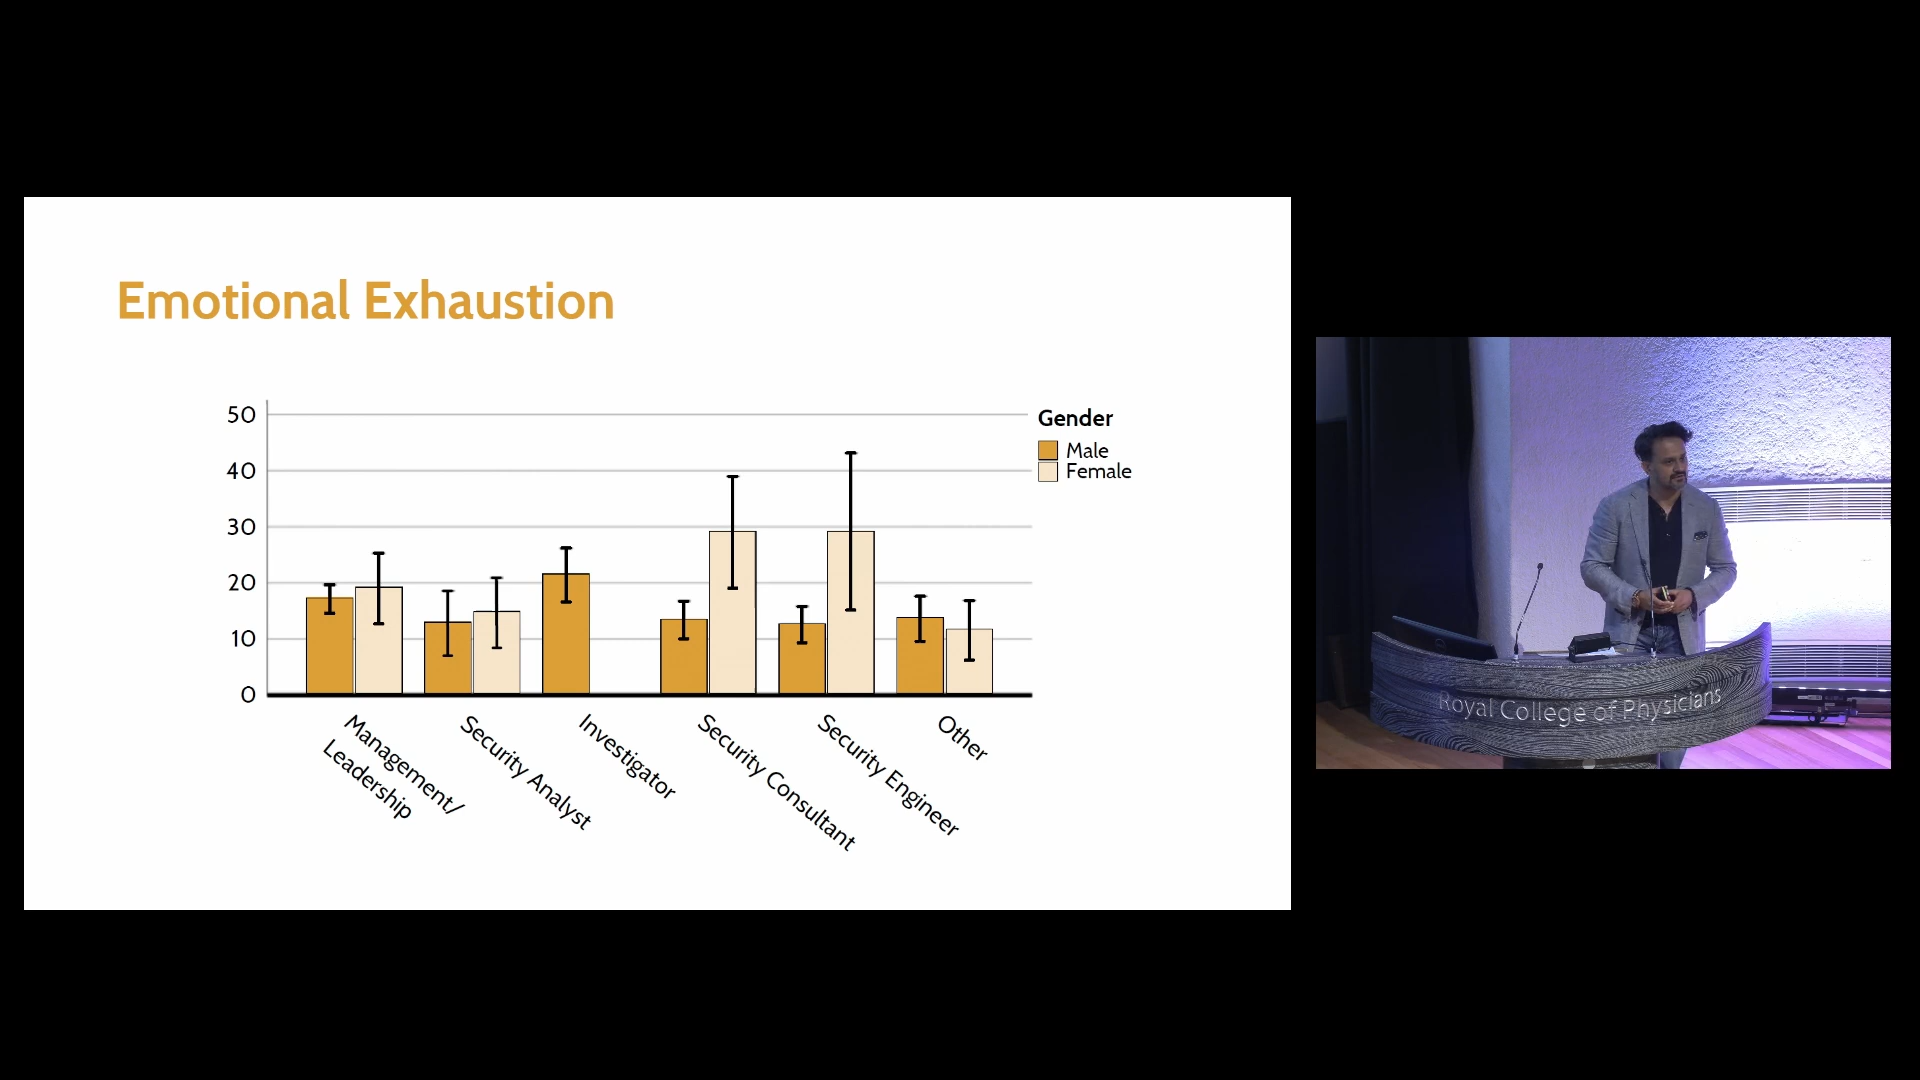 Emotional Exhaustion
50
40
30
20
10
0
Gender
Male
Female
Management/
Leadership
Security Analyst
Investigator
Security Consultant
Security Engineer
Other
Royal College of Physicians